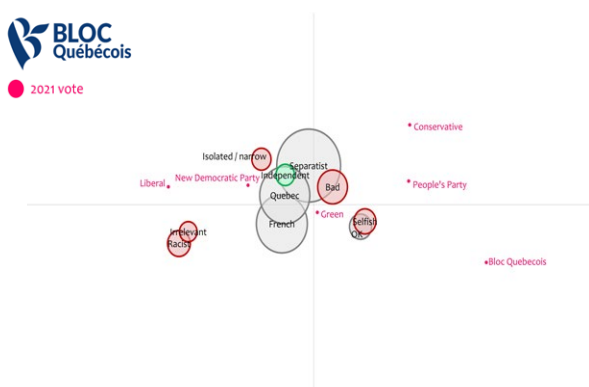 BLOC
Québécois
2021 vote
Conservative
Isolated / narrow
Separatist
Independent
New Democratic Party
Liberal
People's Party
Bad
Quebec
Green
Selfish
French
OK
Irrelevant
Racist
Bloc Quebecois